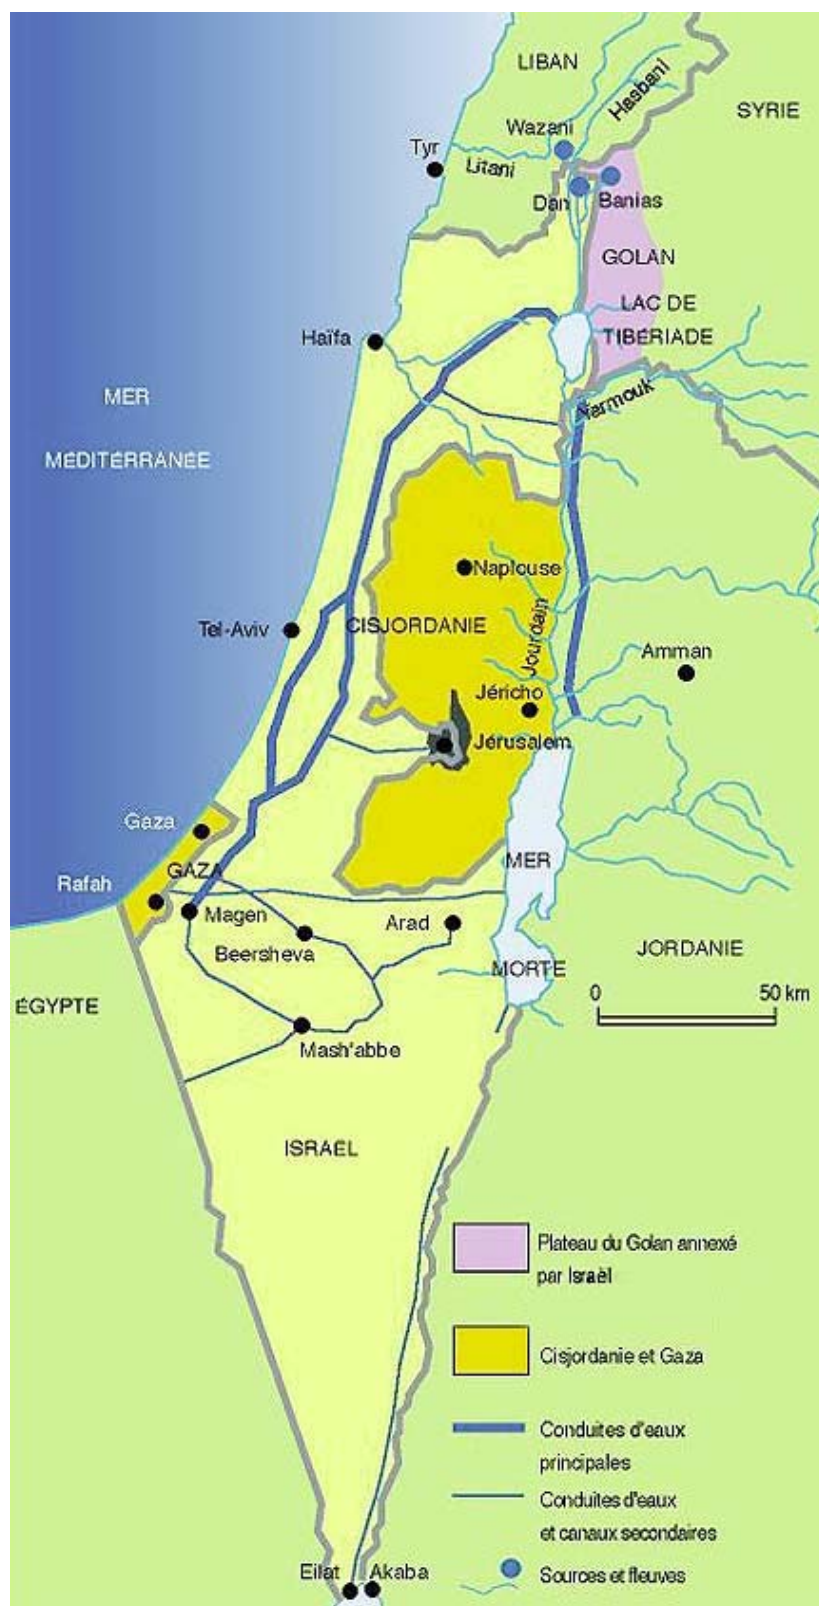 LIBAN
Hasbani
SYRIE
Wazani
Tyr
Litani
Dan
Banias
GOLAN
LAC DE
TIBERIADE
Haïfa
MER
MÉDITERRANÉE
Yarmouk
Naplouse
CISJORDANIE
Tel-Aviv
Jourdain
Amman
Jéricho
Jérusalem
Gaza
GAZA
MER
Rafah
Magen
Arad
Beersheva
MORTE
JORDANIE
ÉGYPTE
0
50 km
Mash'abbe
ISRAËL
Plateau du Golan annexé
par Israël
Cisjordanie et Gaza
Conduites d'eaux
principales
Conduites d'eaux
et canaux secondaires
Sources et fleuves
Eilat
Akaba